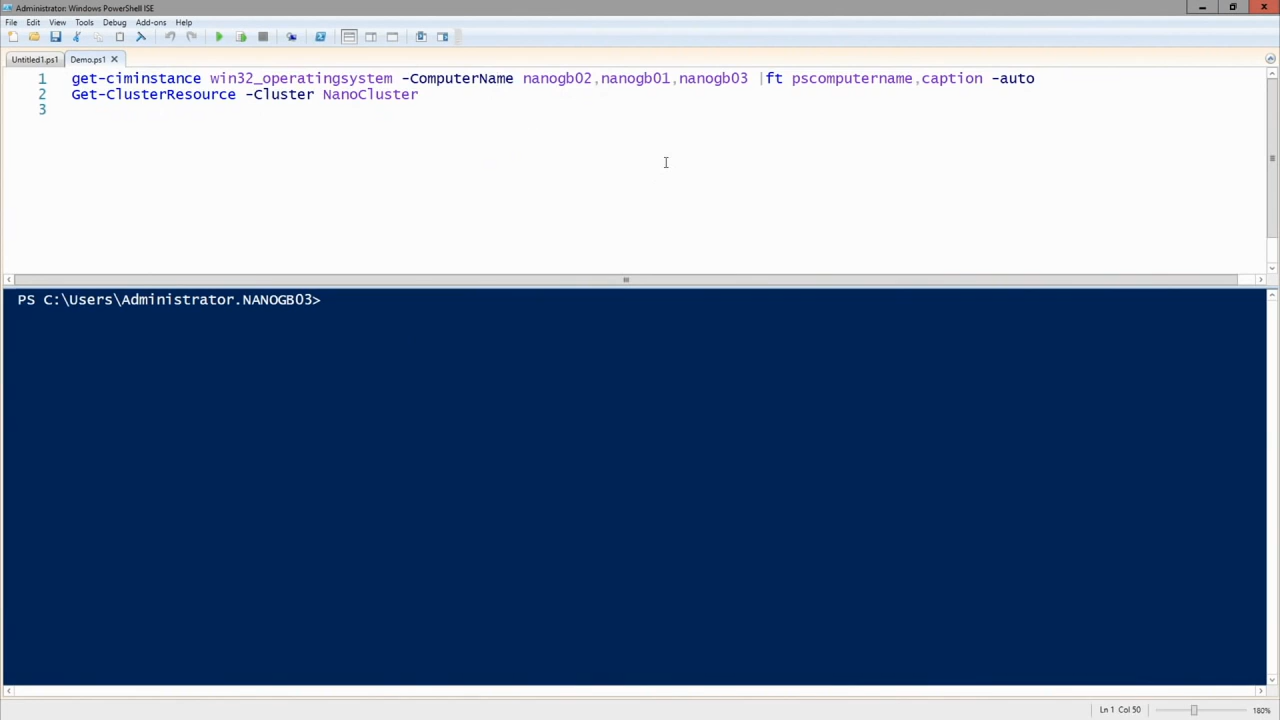 Administrator: Windows PowerShell ISE
File Edit View Tools Debug Add-ons Help
Untitled1.ps1 Demo.ps1
1 get-ciminstance win32_operatingsystem -ComputerName nanogb02,nanogb01,nanogb03 |ft pscomputername,caption -auto
2 Get-ClusterResource -Cluster NanoCluster
3
PS C:\Users\Administrator.NANOGB03>
Ln 1 Col 50 180%